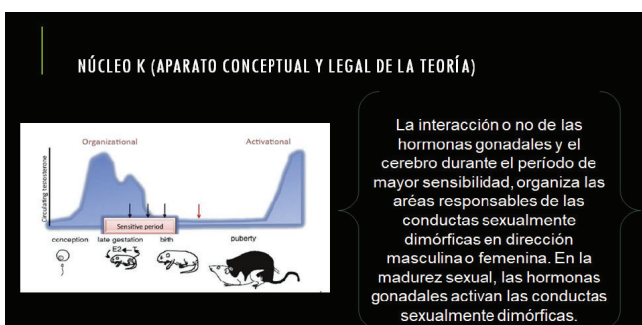 NÚCLEO K (APARATO CONCEPTUAL Y LEGAL DE LA TEORÍA)
Organizational
Activational
Circulating testosterone
Sensitive period
conception
late gestation
birth
puberty
E2←T
La interacción o no de las
hormonas gonadales y el
cerebro durante el período de
mayor sensibilidad, organiza las
aréas responsables de las
conductas sexualmente
dimórficas en dirección
masculina o femenina. En la
madurez sexual, las hormonas
gonadales activan las conductas
sexualmente dimórficas.